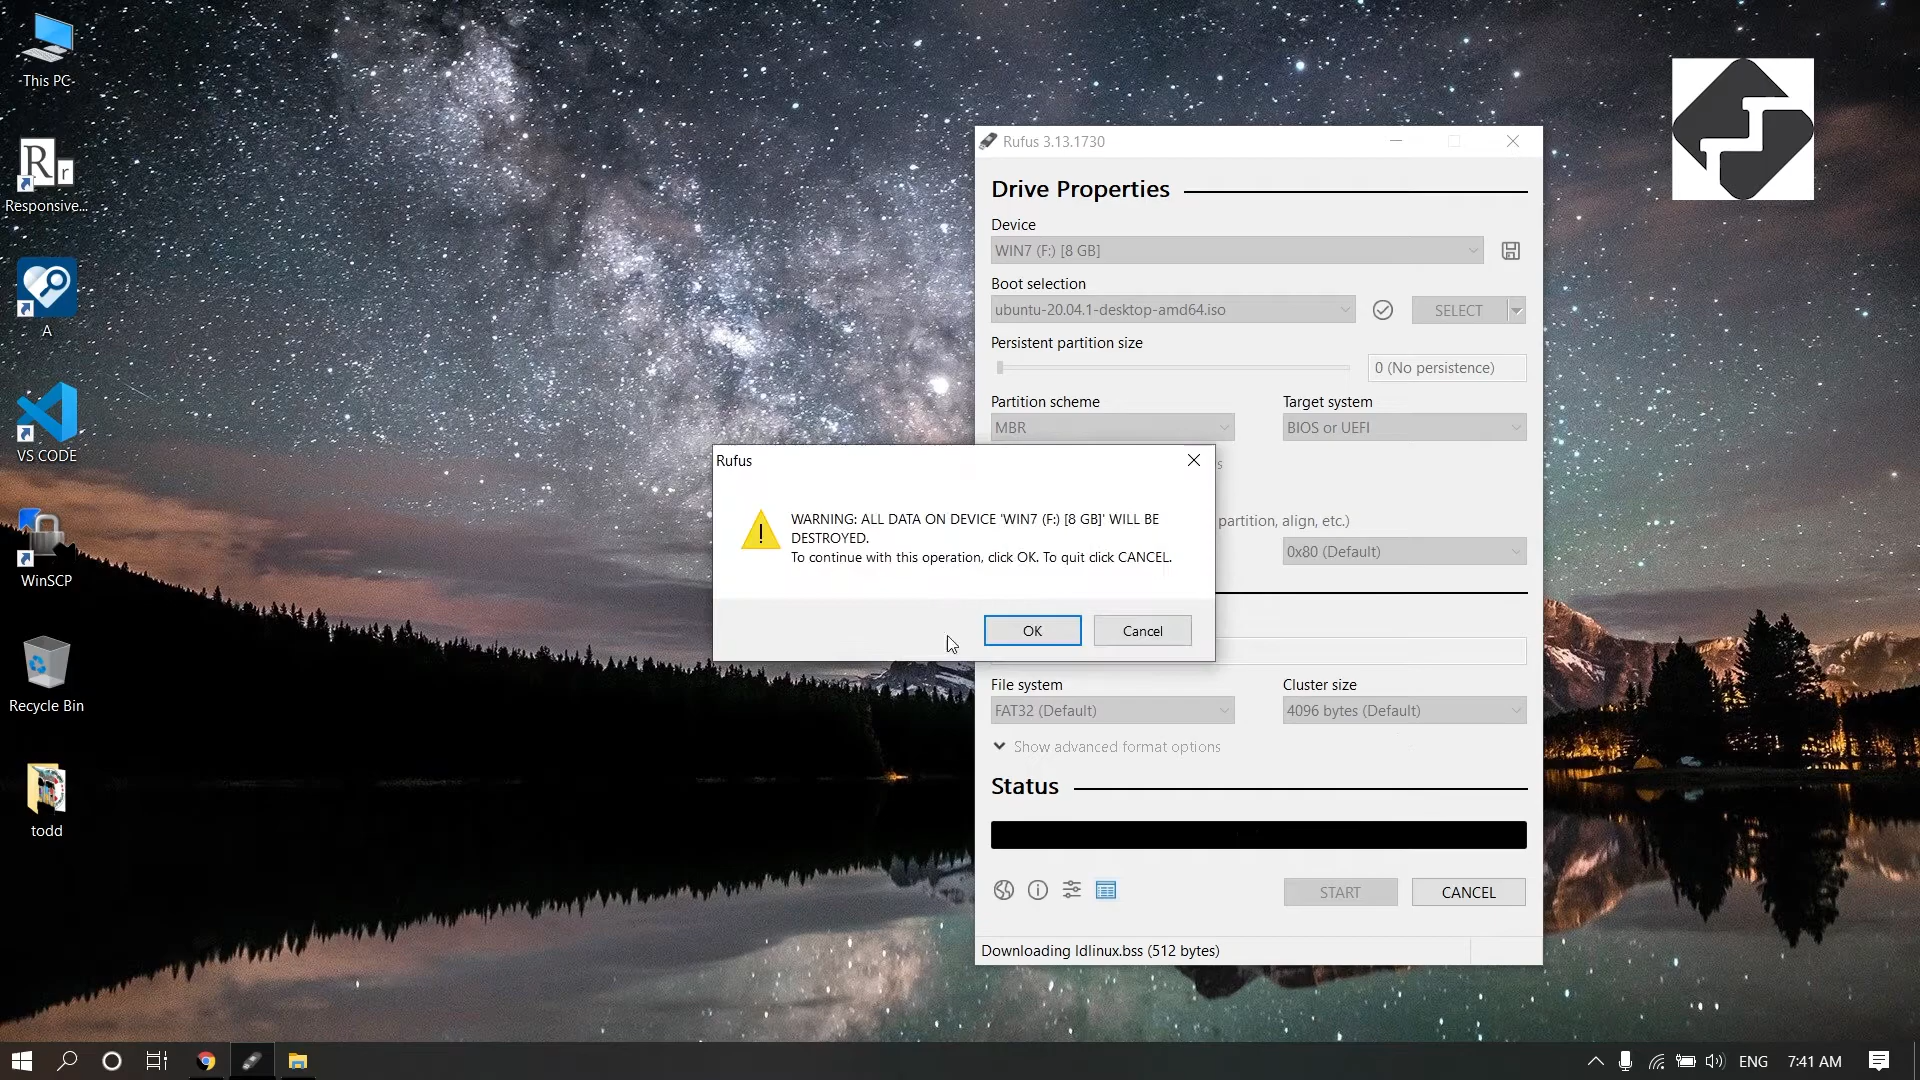 -This PC-
Responsive...
A
VS CODE
WinSCP
Recycle Bin
todd
Rufus 3.13.1730
Drive Properties
Device
WIN7 (F:) [8 GB]
Boot selection
ubuntu-20.04.1-desktop-amd64.iso
SELECT
Persistent partition size
0 (No persistence)
Partition scheme
Target system
MBR
BIOS or UEFI
s
partition, align, etc.)
0x80 (Default)
Rufus
WARNING: ALL DATA ON DEVICE 'WIN7 (F:) [8 GB]' WILL BE
DESTROYED.
To continue with this operation, click OK. To quit click CANCEL.
OK
Cancel
File system
Cluster size
FAT32 (Default)
4096 bytes (Default)
Show advanced format options
Status
START
CANCEL
Downloading ldlinux.bss (512 bytes)
ENG
7:41 AM